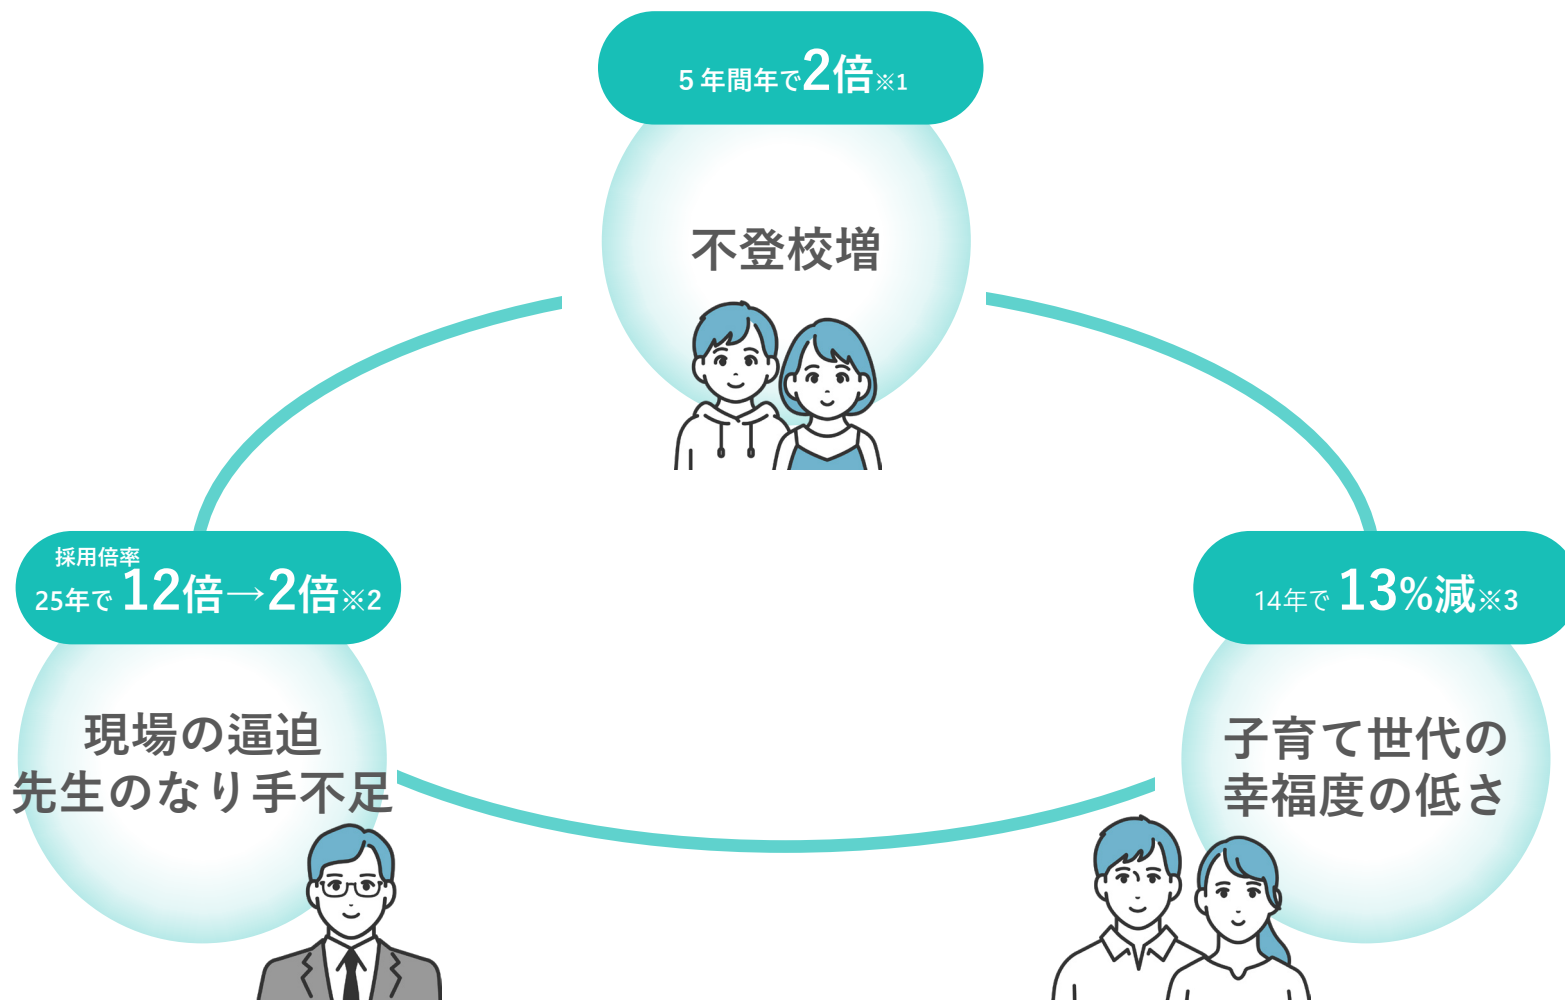 5 年間年で2倍※1
不登校増
採用倍率
25年で 12倍→2倍※2
現場の逼迫
先生のなり手不足
14年で 13%減※3
子育て世代の
幸福度の低さ